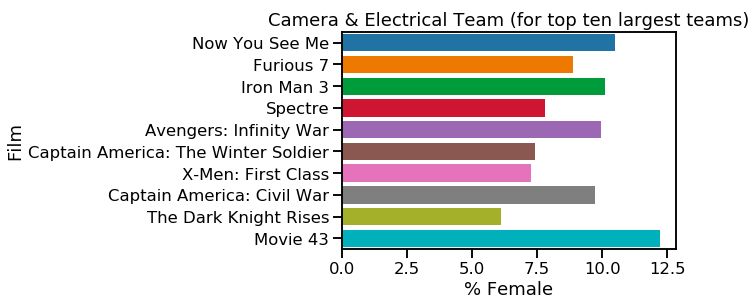 Camera & Electrical Team (for top ten largest teams)
Film
Now You See Me
Furious 7
Iron Man 3
Spectre
Avengers: Infinity War
Captain America: The Winter Soldier
X-Men: First Class
Captain America: Civil War
The Dark Knight Rises
Movie 43
0.0 2.5 5.0 7.5 10.0 12.5
% Female